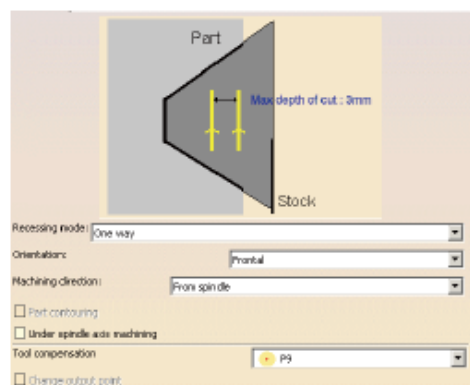 Part
Max depth of cut : 3mm
Stock
Recessing mode: One way
Orientation: Frontal
Machining direction: From spindle
Part contouring
Under spindle axis machining
Tool compensation P9
Change output point